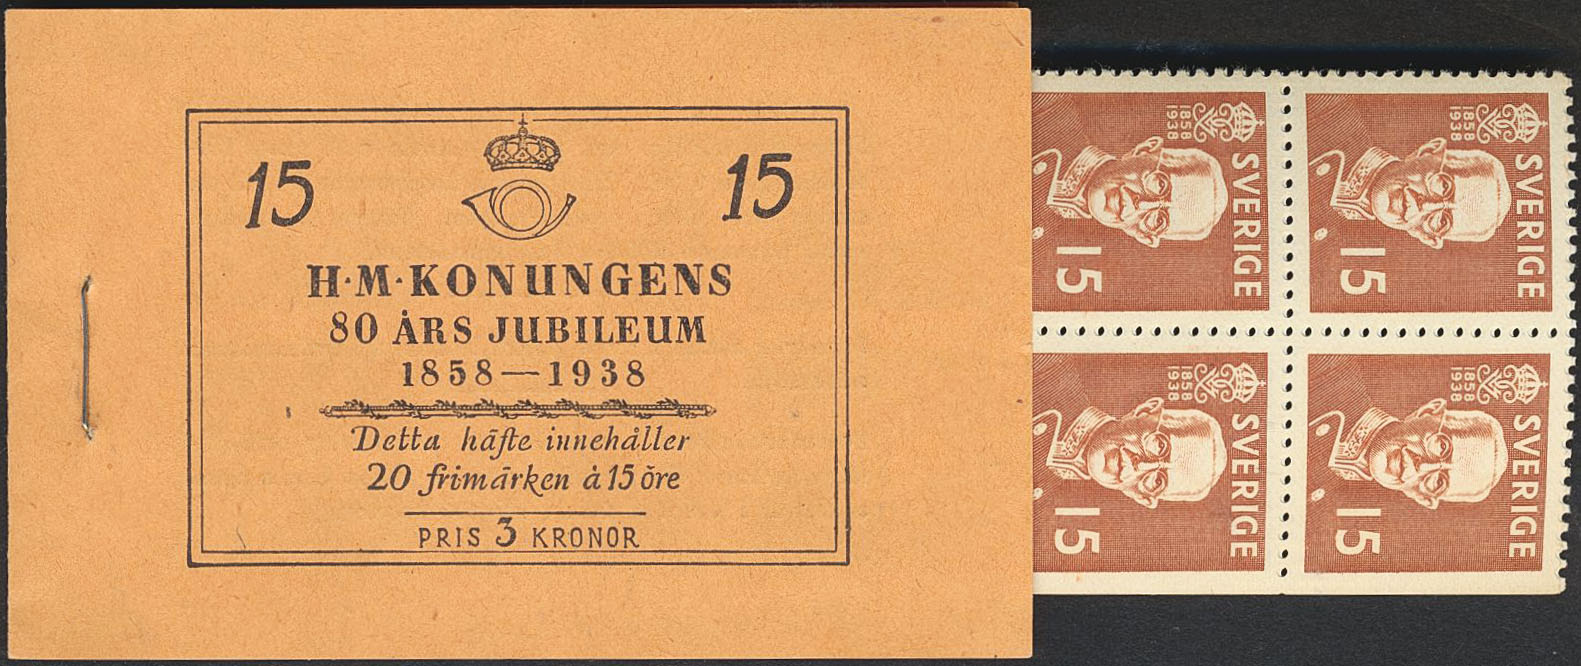 15 15
H·M·KONUNGENS
80 ÅRS JUBILEUM
1858—1938
Detta häfte innehåller
20 frimärken à 15 öre
PRIS 3 KRONOR
SVERIGE
1858
1938
15
SVERIGE
1858
1938
15
SVERIGE
1858
1938
15
SVERIGE
1858
1938
15